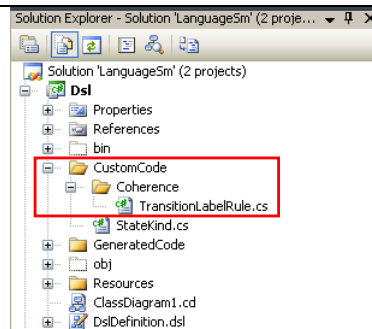 Solution Explorer - Solution 'LanguageSm' (2 proje...
Solution 'LanguageSm' (2 projects)
Dsl
Properties
References
bin
CustomCode
Coherence
TransitionLabelRule.cs
StateKind.cs
GeneratedCode
obj
Resources
ClassDiagram1.cd
DslDefinition.dsl